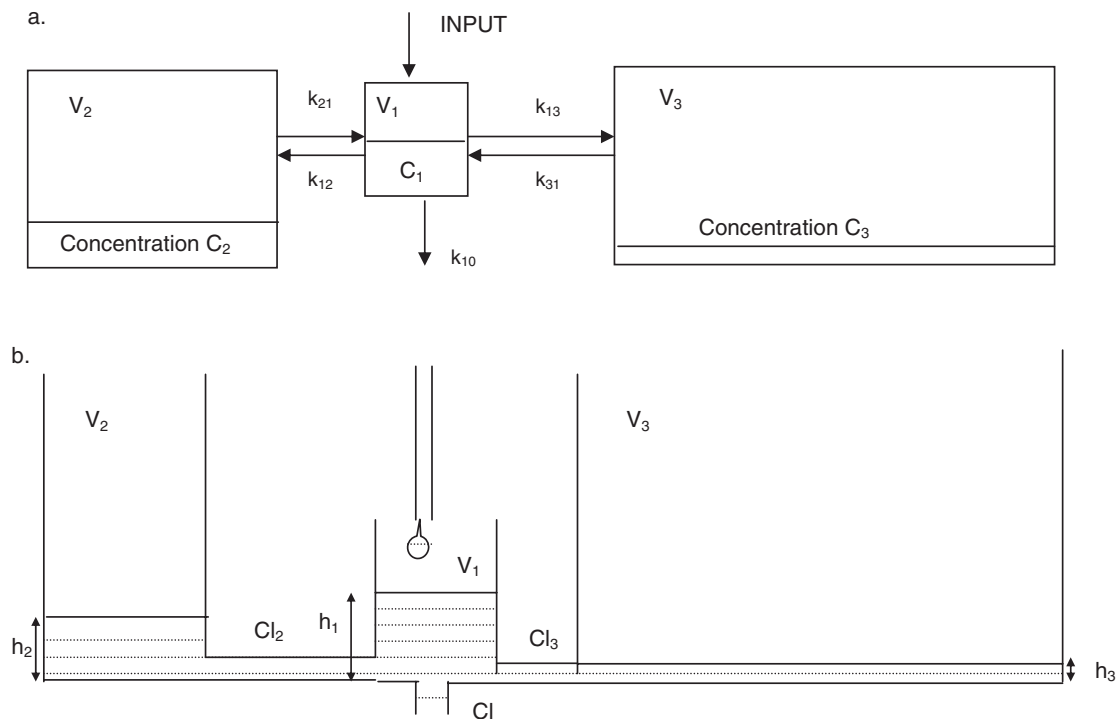 a.
INPUT
V₂
k₂₁
V₁
k₁₃
V₃
k₁₂
C₁
k₃₁
Concentration C₂
Concentration C₃
k₁₀
b.
V₂
V₃
V₁
h₂
Cl₂
h₁
Cl₃
h₃
Cl